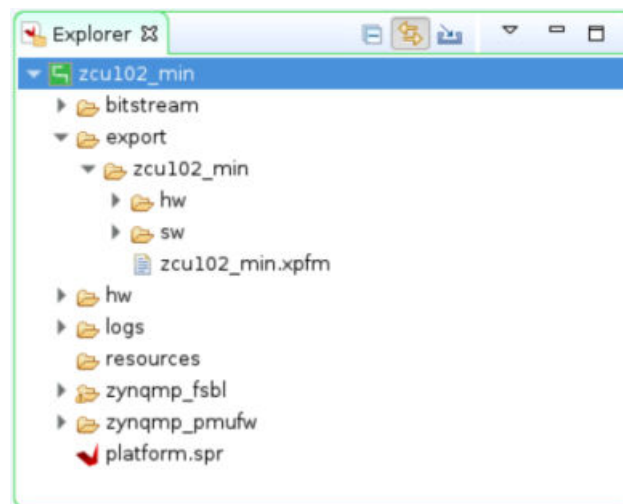 Explorer
zcu102_min
bitstream
export
zcu102_min
hw
sw
zcu102_min.xpfm
hw
logs
resources
zynqmp_fsbl
zynqmp_pmufw
platform.spr